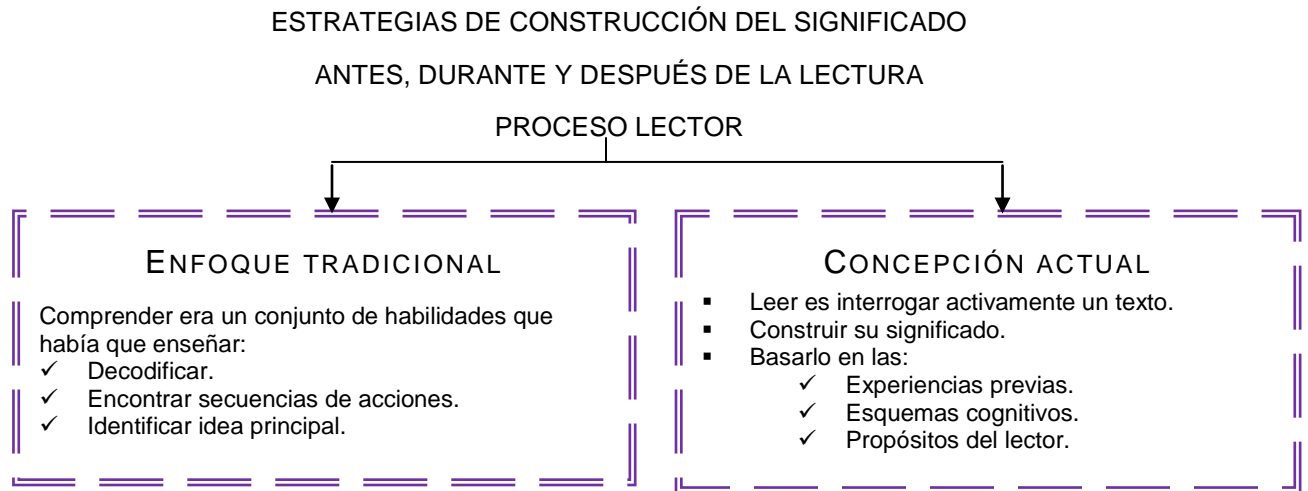 ESTRATEGIAS DE CONSTRUCCIÓN DEL SIGNIFICADO
ANTES, DURANTE Y DESPUÉS DE LA LECTURA
PROCESO LECTOR
ENFOQUE TRADICIONAL
Comprender era un conjunto de habilidades que
había que enseñar:
✓ Decodificar.
✓ Encontrar secuencias de acciones.
✓ Identificar idea principal.
CONCEPCIÓN ACTUAL
▪ Leer es interrogar activamente un texto.
▪ Construir su significado.
▪ Basarlo en las:
✓ Experiencias previas.
✓ Esquemas cognitivos.
✓ Propósitos del lector.